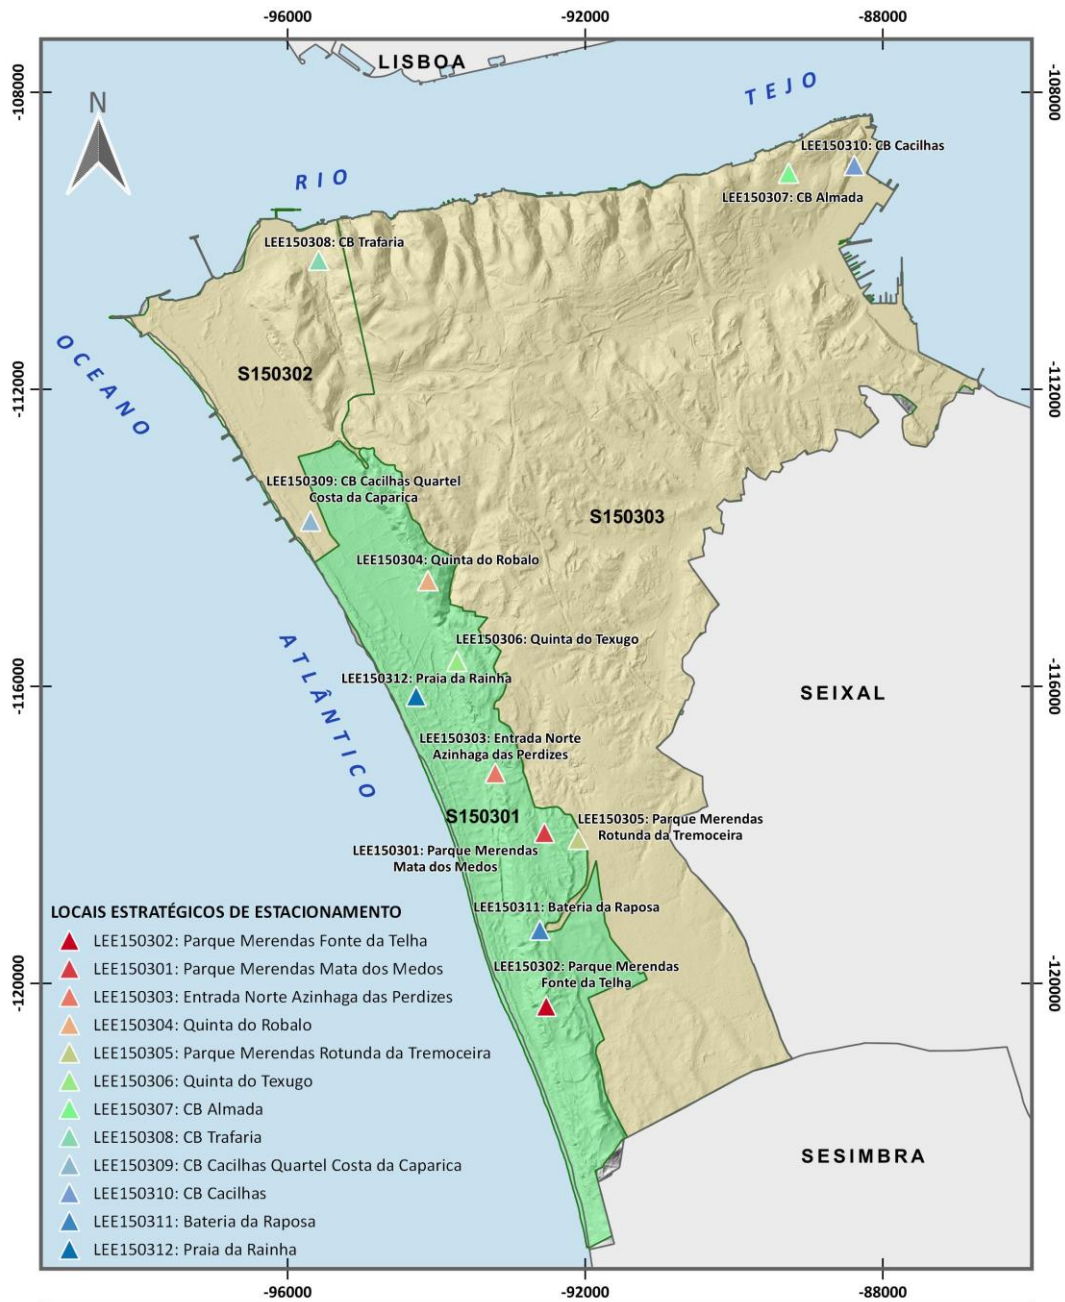 -96000
-92000
-88000
LISBOA
-108000
-108000
N
TEJO
LEE150310: CB Cacilhas
RIO
LEE150307: CB Almada
LEE150308: CB Trafaria
OCEANO
S150302
-112000
-112000
LEE150309: CB Cacilhas Quartel
Costa da Caparica
S150303
LEE150304: Quinta do Robalo
LEE150306: Quinta do Texugo
ATLÂNTICO
LEE150312: Praia da Rainha
-116000
-116000
SEIXAL
LEE150303: Entrada Norte
Azinhaga das Perdizes
S150301
LEE150305: Parque Merendas
Rotunda da Tremoceira
LEE150301: Parque Merendas
Mata dos Medos
LEE150311: Bateria da Raposa
LEE150302: Parque Merendas
Fonte da Telha
-120000
-120000
SESIMBRA
LOCAIS ESTRATÉGICOS DE ESTACIONAMENTO
LEE150302: Parque Merendas Fonte da Telha
LEE150301: Parque Merendas Mata dos Medos
LEE150303: Entrada Norte Azinhaga das Perdizes
LEE150304: Quinta do Robalo
LEE150305: Parque Merendas Rotunda da Tremoceira
LEE150306: Quinta do Texugo
LEE150307: CB Almada
LEE150308: CB Trafaria
LEE150309: CB Cacilhas Quartel Costa da Caparica
LEE150310: CB Cacilhas
LEE150311: Bateria da Raposa
LEE150312: Praia da Rainha
-96000
-92000
-88000